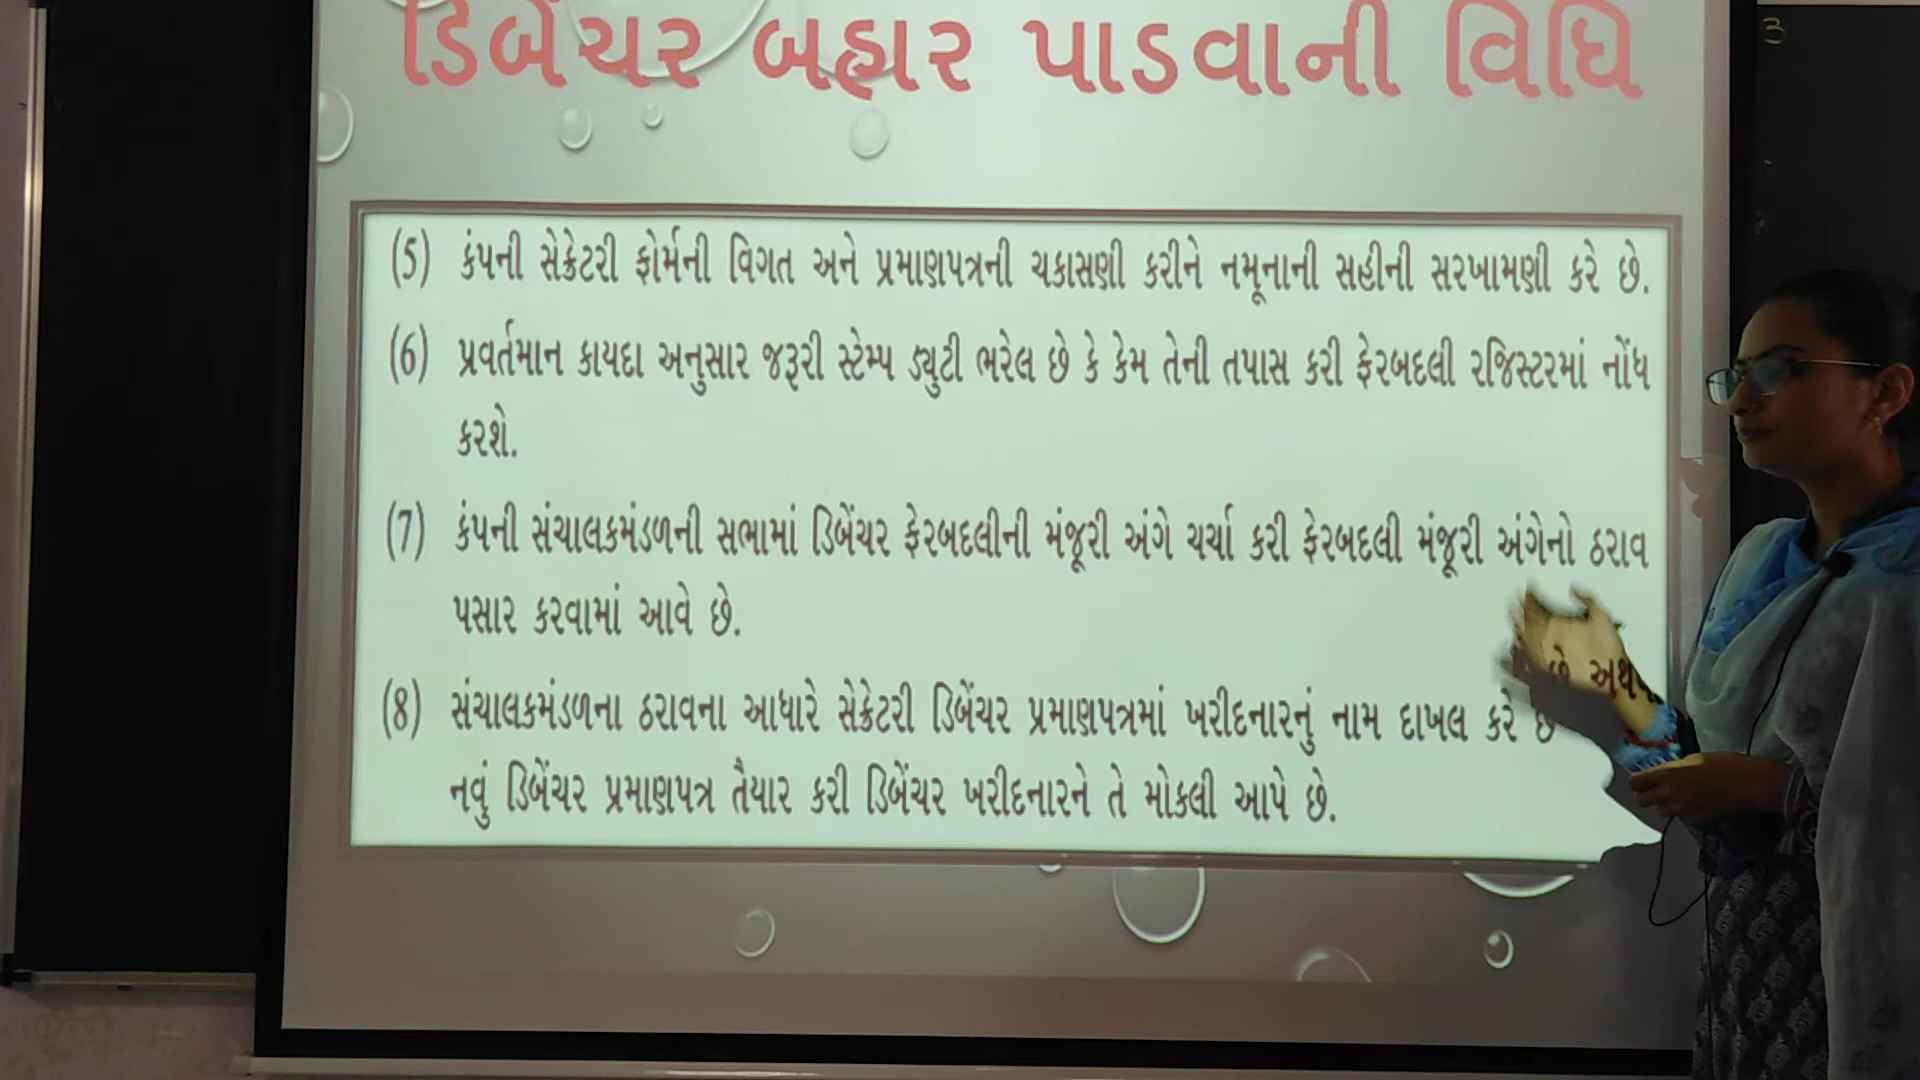 ડિબેંચર બહાર પાડવાની વિધિ
3
(5) કંપની સેક્રેટરી ફોર્મની વિગત અને પ્રમાણપત્રની ચકાસણી કરીને નમૂનાની સહીની સરખામણી કરે છે.
(6) પ્રવર્તમાન કાયદા અનુસાર જરૂરી સ્ટેમ્પ ડ્યુટી ભરેલ છે કે કેમ તેની તપાસ કરી ફેરબદલી રજિસ્ટરમાં નોંધ
કરશે.
(7) કંપની સંચાલકમંડળની સભામાં ડિબેંચર ફેરબદલીની મંજૂરી અંગે ચર્ચા કરી ફેરબદલી મંજૂરી અંગેનો ઠરાવ
પસાર કરવામાં આવે છે.
(8) સંચાલકમંડળના ઠરાવના આધારે સેક્રેટરી ડિબેંચર પ્રમાણપત્રમાં ખરીદનારનું નામ દાખલ કરે છે
નવું ડિબેંચર પ્રમાણપત્ર તૈયાર કરી ડિબેંચર ખરીદનારને તે મોકલી આપે છે.